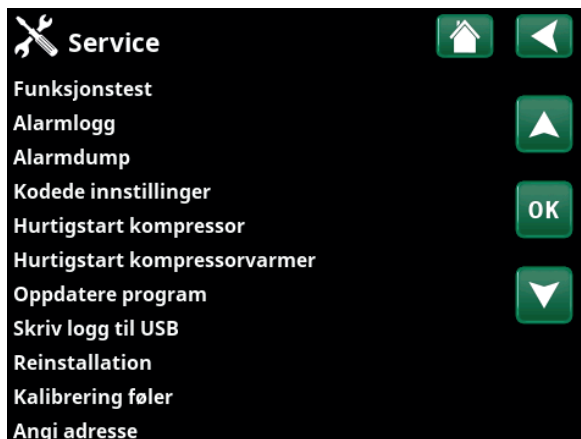 Service
Funksjonstest
Alarmlogg
Alarmdump
Kodede innstillinger
OK
Hurtigstart kompressor
Hurtigstart kompressorvarmer
Oppdatere program
Skriv logg til USB
Reinstallation
Kalibrering føler
Angi adresse